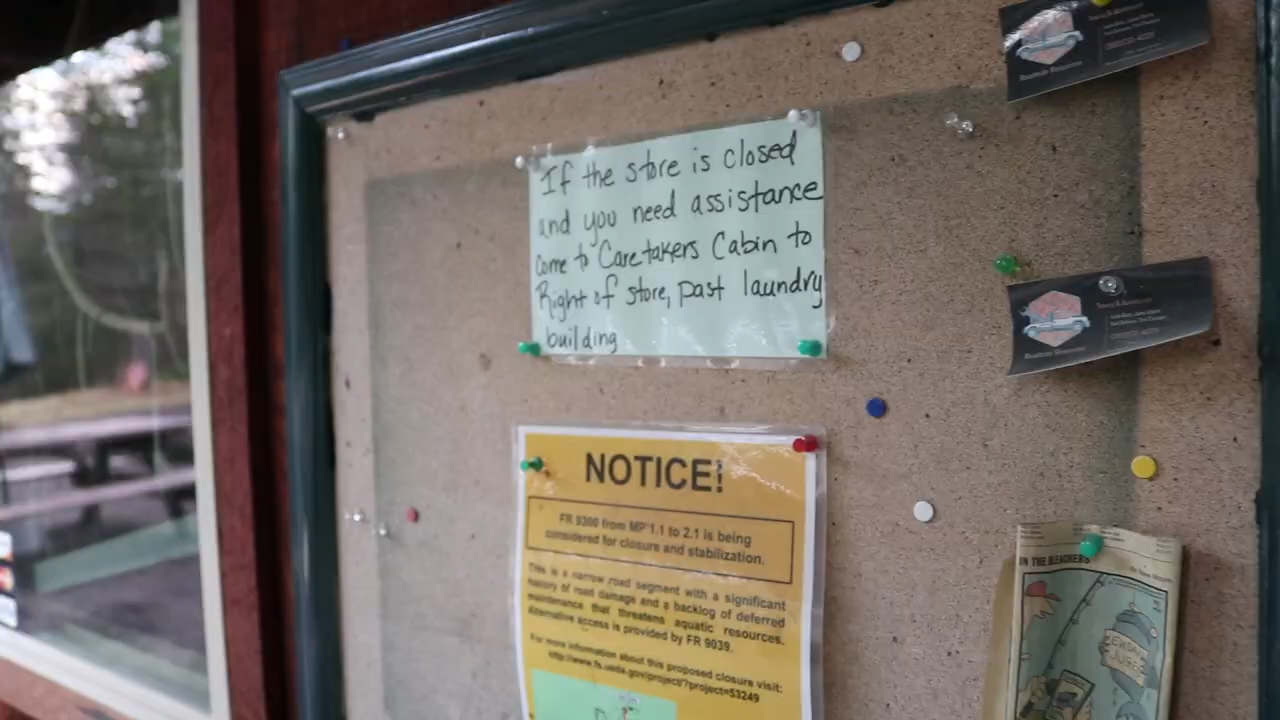 If the store is closed
and you need assistance
come to Caretakers Cabin to
Right of store, past laundry
building
NOTICE!
FR 9300 from MP 1.1 to 2.1 is being
considered for closure and stabilization.
This is a narrow road segment with a significant
history of road damage and a backlog of deferred
maintenance that threatens aquatic resources.
Alternative access is provided by FR 9039.
For more information about this proposed closure visit:
http://www.fs.usda.gov/project/?project=53249
IN THE BLEACHERS